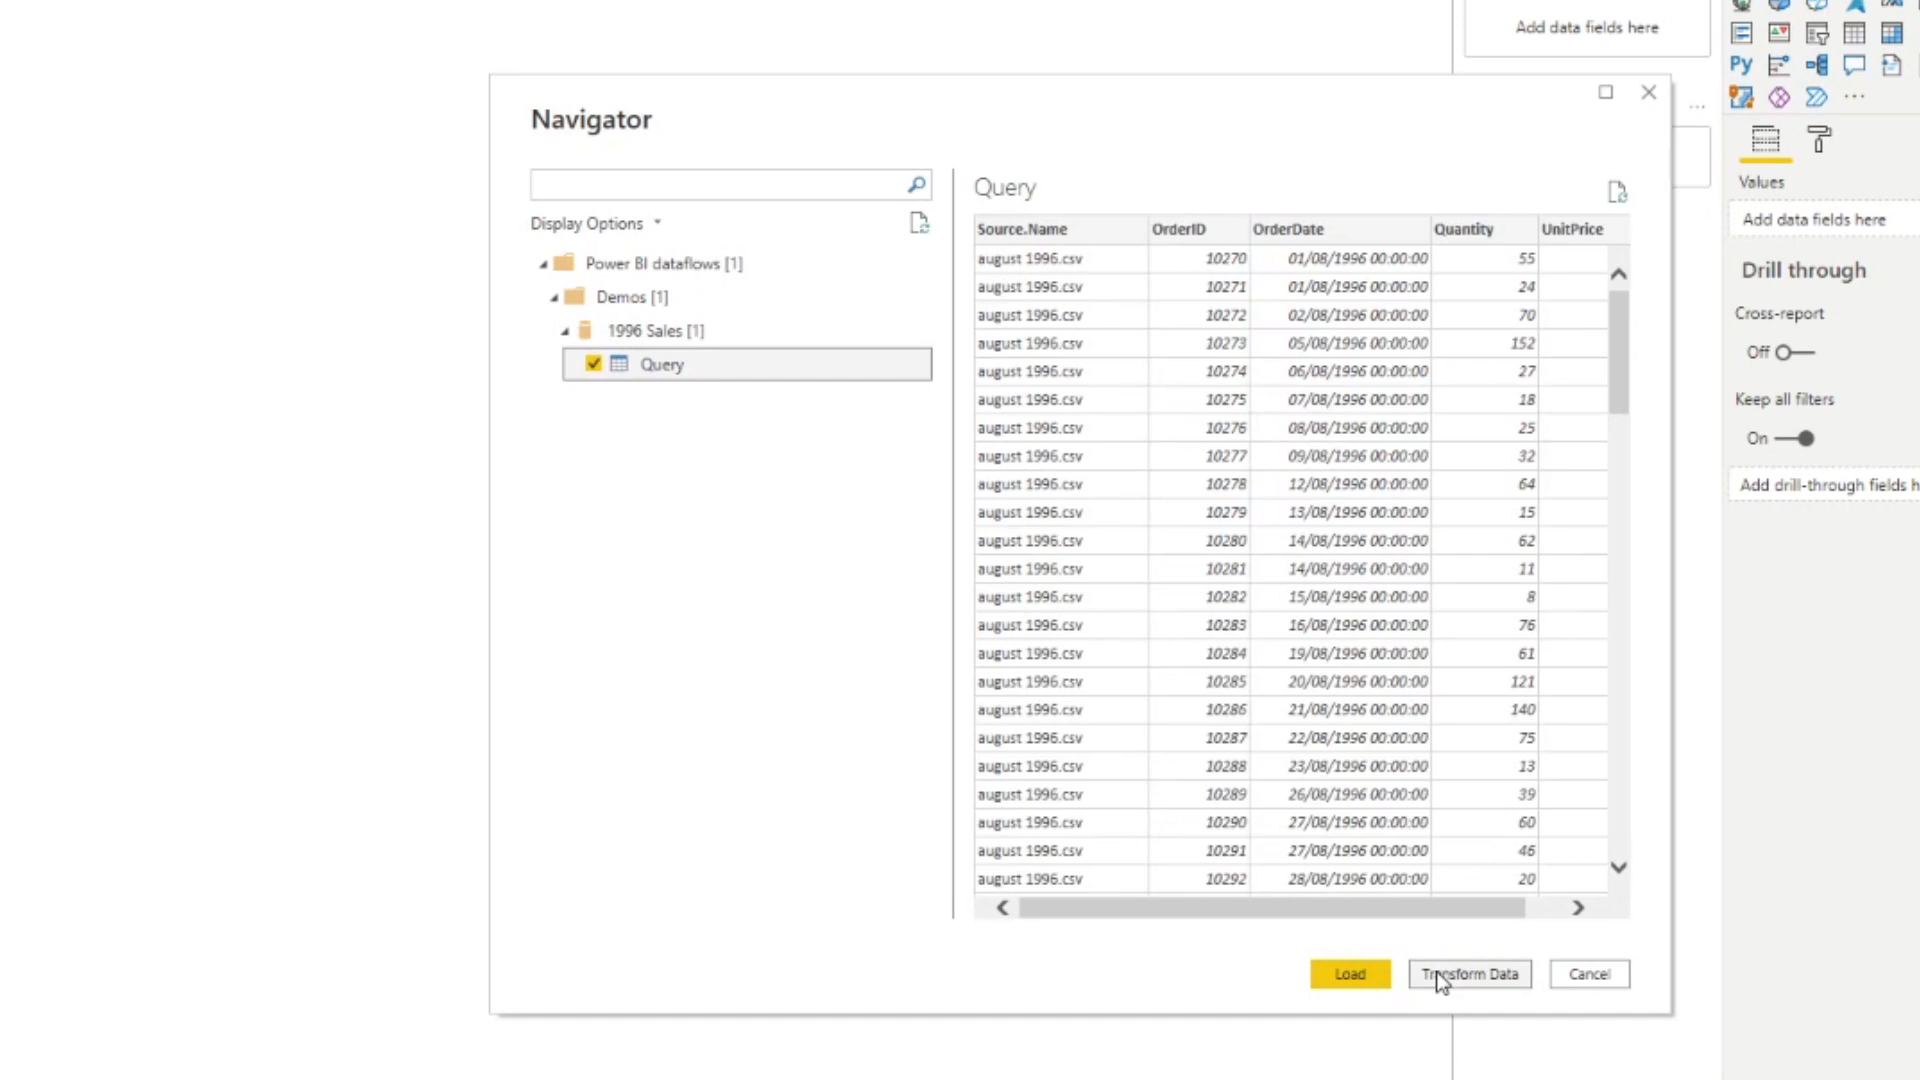 Add data fields here
Navigator
Display Options
Power BI dataflows [1]
Demos [1]
1996 Sales [1]
Query
Query
Source.Name OrderID OrderDate Quantity UnitPrice
august 1996.csv 10270 01/08/1996 00:00:00 55
august 1996.csv 10271 01/08/1996 00:00:00 24
august 1996.csv 10272 02/08/1996 00:00:00 70
august 1996.csv 10273 05/08/1996 00:00:00 152
august 1996.csv 10274 06/08/1996 00:00:00 27
august 1996.csv 10275 07/08/1996 00:00:00 18
august 1996.csv 10276 08/08/1996 00:00:00 25
august 1996.csv 10277 09/08/1996 00:00:00 32
august 1996.csv 10278 12/08/1996 00:00:00 64
august 1996.csv 10279 13/08/1996 00:00:00 15
august 1996.csv 10280 14/08/1996 00:00:00 62
august 1996.csv 10281 14/08/1996 00:00:00 11
august 1996.csv 10282 15/08/1996 00:00:00 8
august 1996.csv 10283 16/08/1996 00:00:00 76
august 1996.csv 10284 19/08/1996 00:00:00 61
august 1996.csv 10285 20/08/1996 00:00:00 121
august 1996.csv 10286 21/08/1996 00:00:00 140
august 1996.csv 10287 22/08/1996 00:00:00 75
august 1996.csv 10288 23/08/1996 00:00:00 13
august 1996.csv 10289 26/08/1996 00:00:00 39
august 1996.csv 10290 27/08/1996 00:00:00 60
august 1996.csv 10291 27/08/1996 00:00:00 46
august 1996.csv 10292 28/08/1996 00:00:00 20
Load Transform Data Cancel
Py
Values
Add data fields here
Drill through
Cross-report
Off
Keep all filters
On
Add drill-through fields h